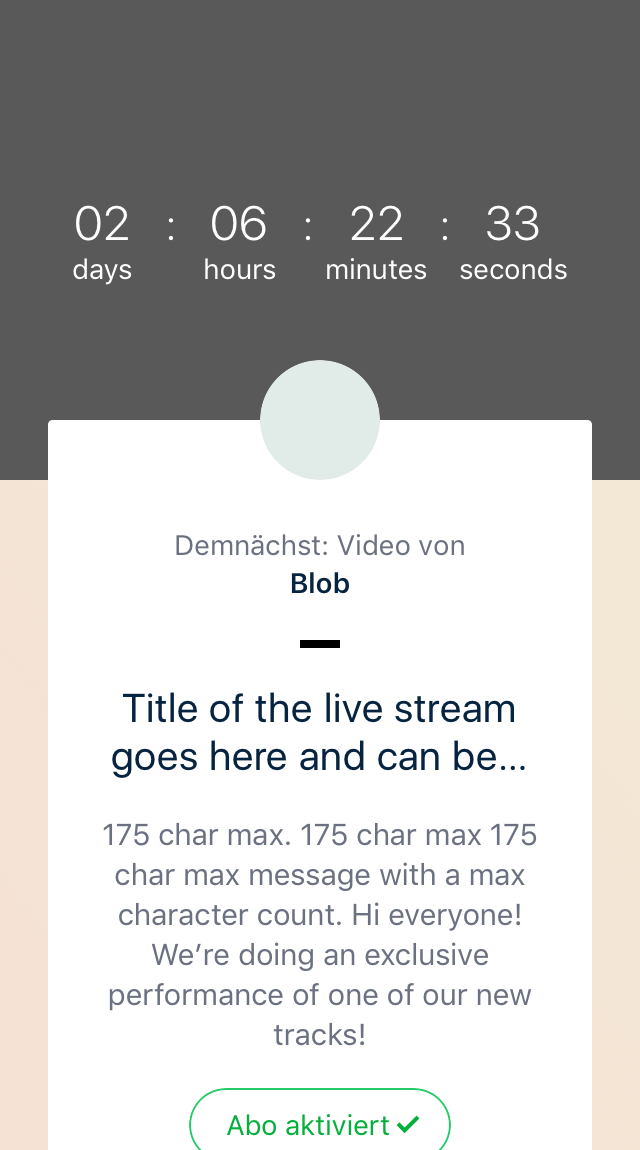 02 : 06 : 22 : 33
days hours minutes seconds
Demnächst: Video von
Blob
Title of the live stream
goes here and can be...
175 char max. 175 char max 175
char max message with a max
character count. Hi everyone!
We’re doing an exclusive
performance of one of our new
tracks!
Abo aktiviert ✓